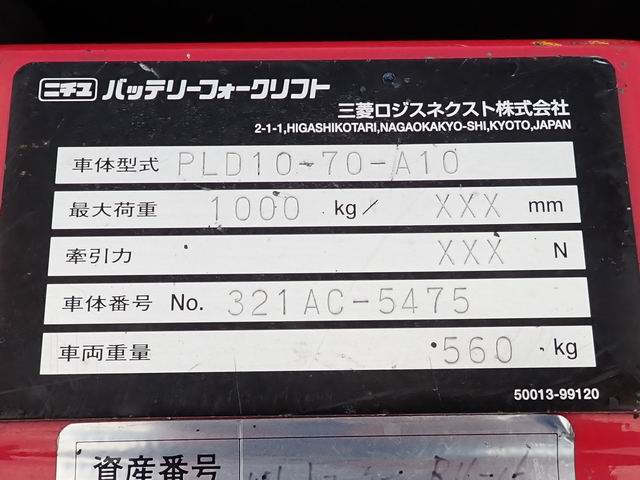 ニチユ バッテリーフォークリフト
三菱ロジスネクスト株式会社
2-1-1,HIGASHIKOTARI,NAGAOKAKYO-SHI,KYOTO,JAPAN
車体型式 PLD10-70-A10
最大荷重 1000 kg/ XXX mm
牽引力 XXX N
車体番号 No. 321AC-5475
車両重量 560 kg
50013-99120
資産番号